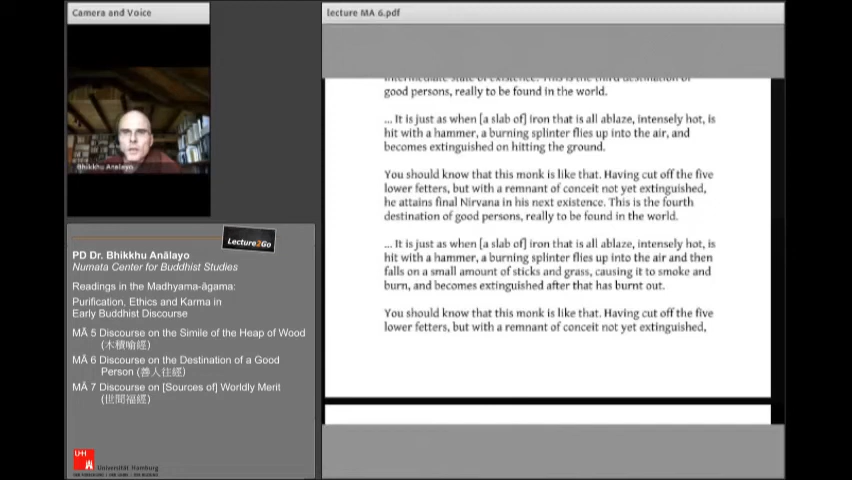 Camera and Voice
Bhikkhu Analayo
Lecture2Go
PD Dr. Bhikkhu Anālayo
Numata Center for Buddhist Studies
Readings in the Madhyama-āgama:
Purification, Ethics and Karma in
Early Buddhist Discourse
MĀ 5 Discourse on the Simile of the Heap of Wood
(木積喻經)
MĀ 6 Discourse on the Destination of a Good
Person (善人往經)
MĀ 7 Discourse on [Sources of] Worldly Merit
(世間福經)
UH
Universität Hamburg
lecture MA 6.pdf
intermediate state of existence. This is the third destination of
good persons, really to be found in the world.
... It is just as when [a slab of] iron that is all ablaze, intensely hot, is
hit with a hammer, a burning splinter flies up into the air, and
becomes extinguished on hitting the ground.
You should know that this monk is like that. Having cut off the five
lower fetters, but with a remnant of conceit not yet extinguished,
he attains final Nirvana in his next existence. This is the fourth
destination of good persons, really to be found in the world.
... It is just as when [a slab of] iron that is all ablaze, intensely hot, is
hit with a hammer, a burning splinter flies up into the air and then
falls on a small amount of sticks and grass, causing it to smoke and
burn, and becomes extinguished after that has burnt out.
You should know that this monk is like that. Having cut off the five
lower fetters, but with a remnant of conceit not yet extinguished,